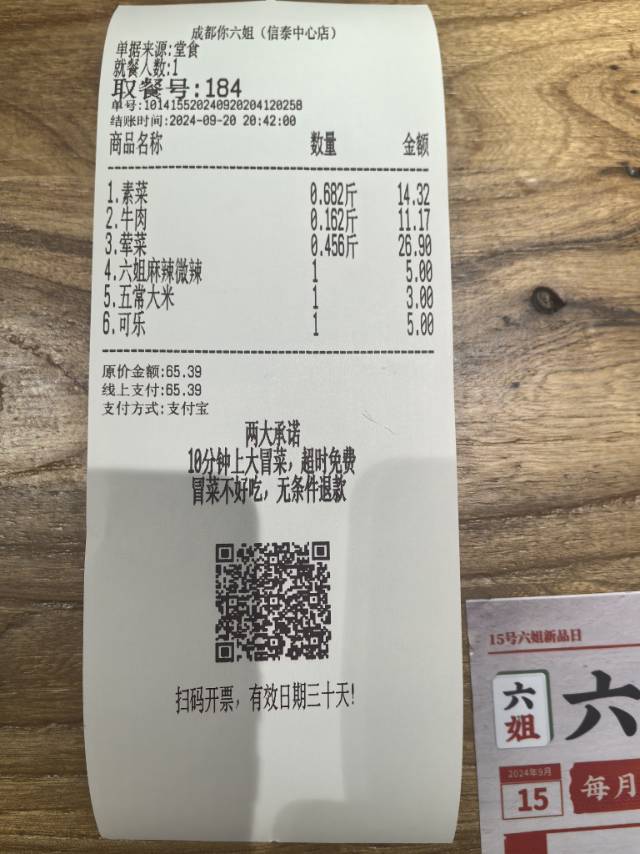 成都你六姐（信泰中心店）
单据来源:堂食
就餐人数:1
取餐号:184
单号:101415520240920204120258
结账时间:2024-09-20 20:42:00
商品名称 数量 金额
1.素菜 0.682斤 14.32
2.牛肉 0.162斤 11.17
3.荤菜 0.456斤 26.90
4.六姐麻辣微辣 1 5.00
5.五常大米 1 3.00
6.可乐 1 5.00
原价金额:65.39
线上支付:65.39
支付方式:支付宝
两大承诺
10分钟上大冒菜，超时免费
冒菜不好吃，无条件退款
扫码开票，有效日期三十天!
15号六姐新品日
六姐
六
2024年9月
15
每月